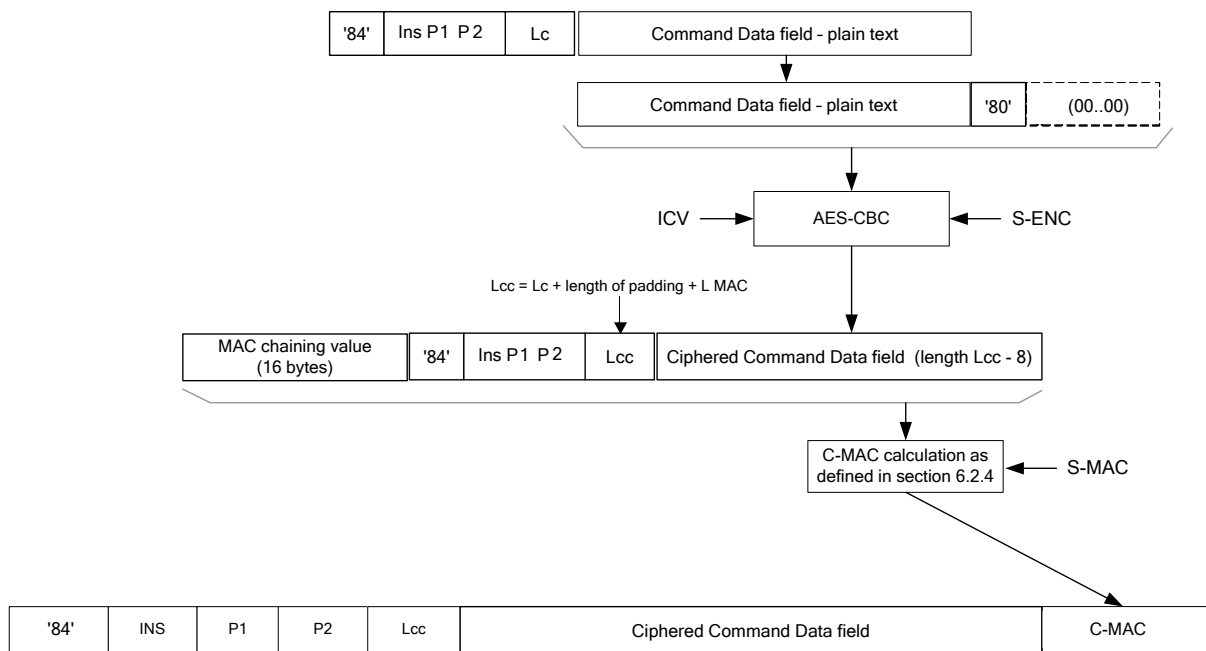 '84' Ins P1 P2 Lc Command Data field - plain text
Command Data field - plain text '80' (00..00)
ICV AES-CBC S-ENC
Lcc = Lc + length of padding + L MAC
MAC chaining value
(16 bytes)
'84' Ins P1 P2 Lcc Ciphered Command Data field (length Lcc - 8)
C-MAC calculation as
defined in section 6.2.4
S-MAC
'84' INS P1 P2 Lcc Ciphered Command Data field C-MAC